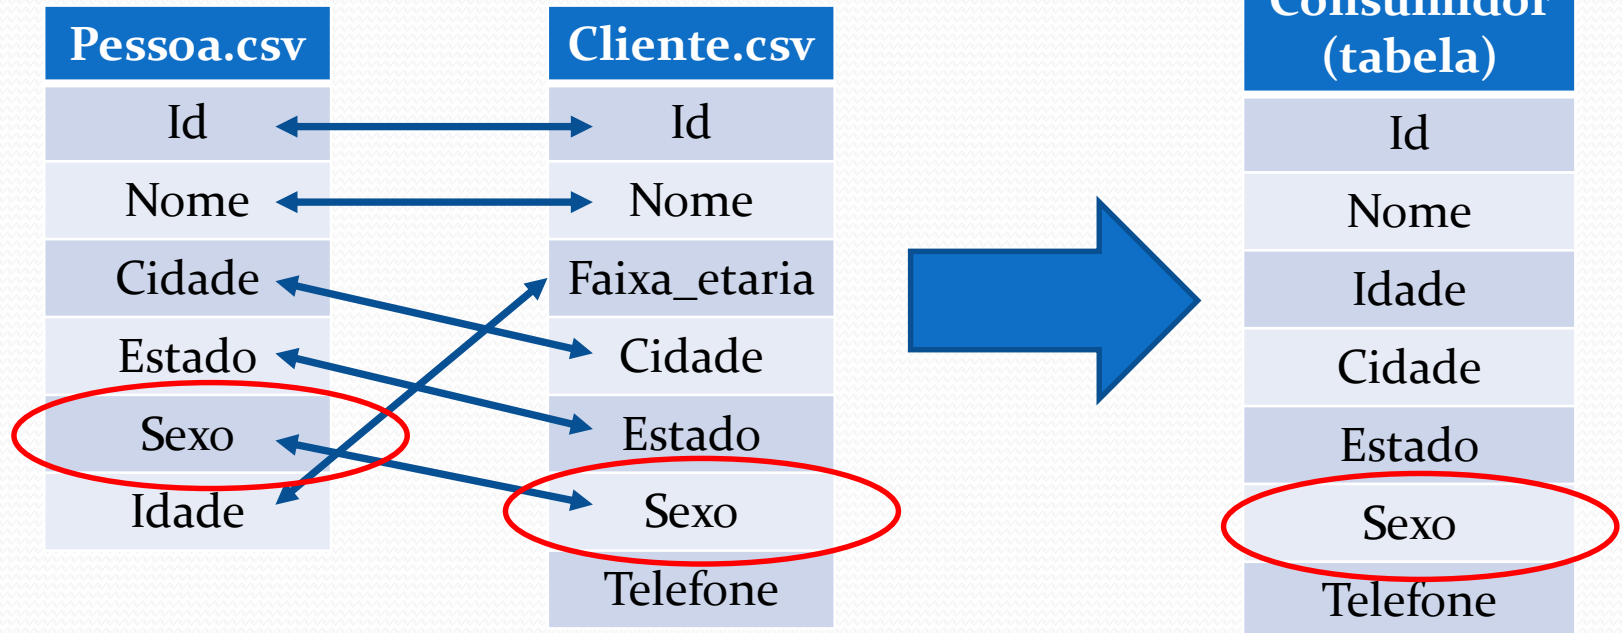 Pessoa.csv
Id
Nome
Cidade
Estado
Sexo
Idade
Cliente.csv
Id
Nome
Faixa_etaria
Cidade
Estado
Sexo
Telefone
Consumidor
(tabela)
Id
Nome
Idade
Cidade
Estado
Sexo
Telefone